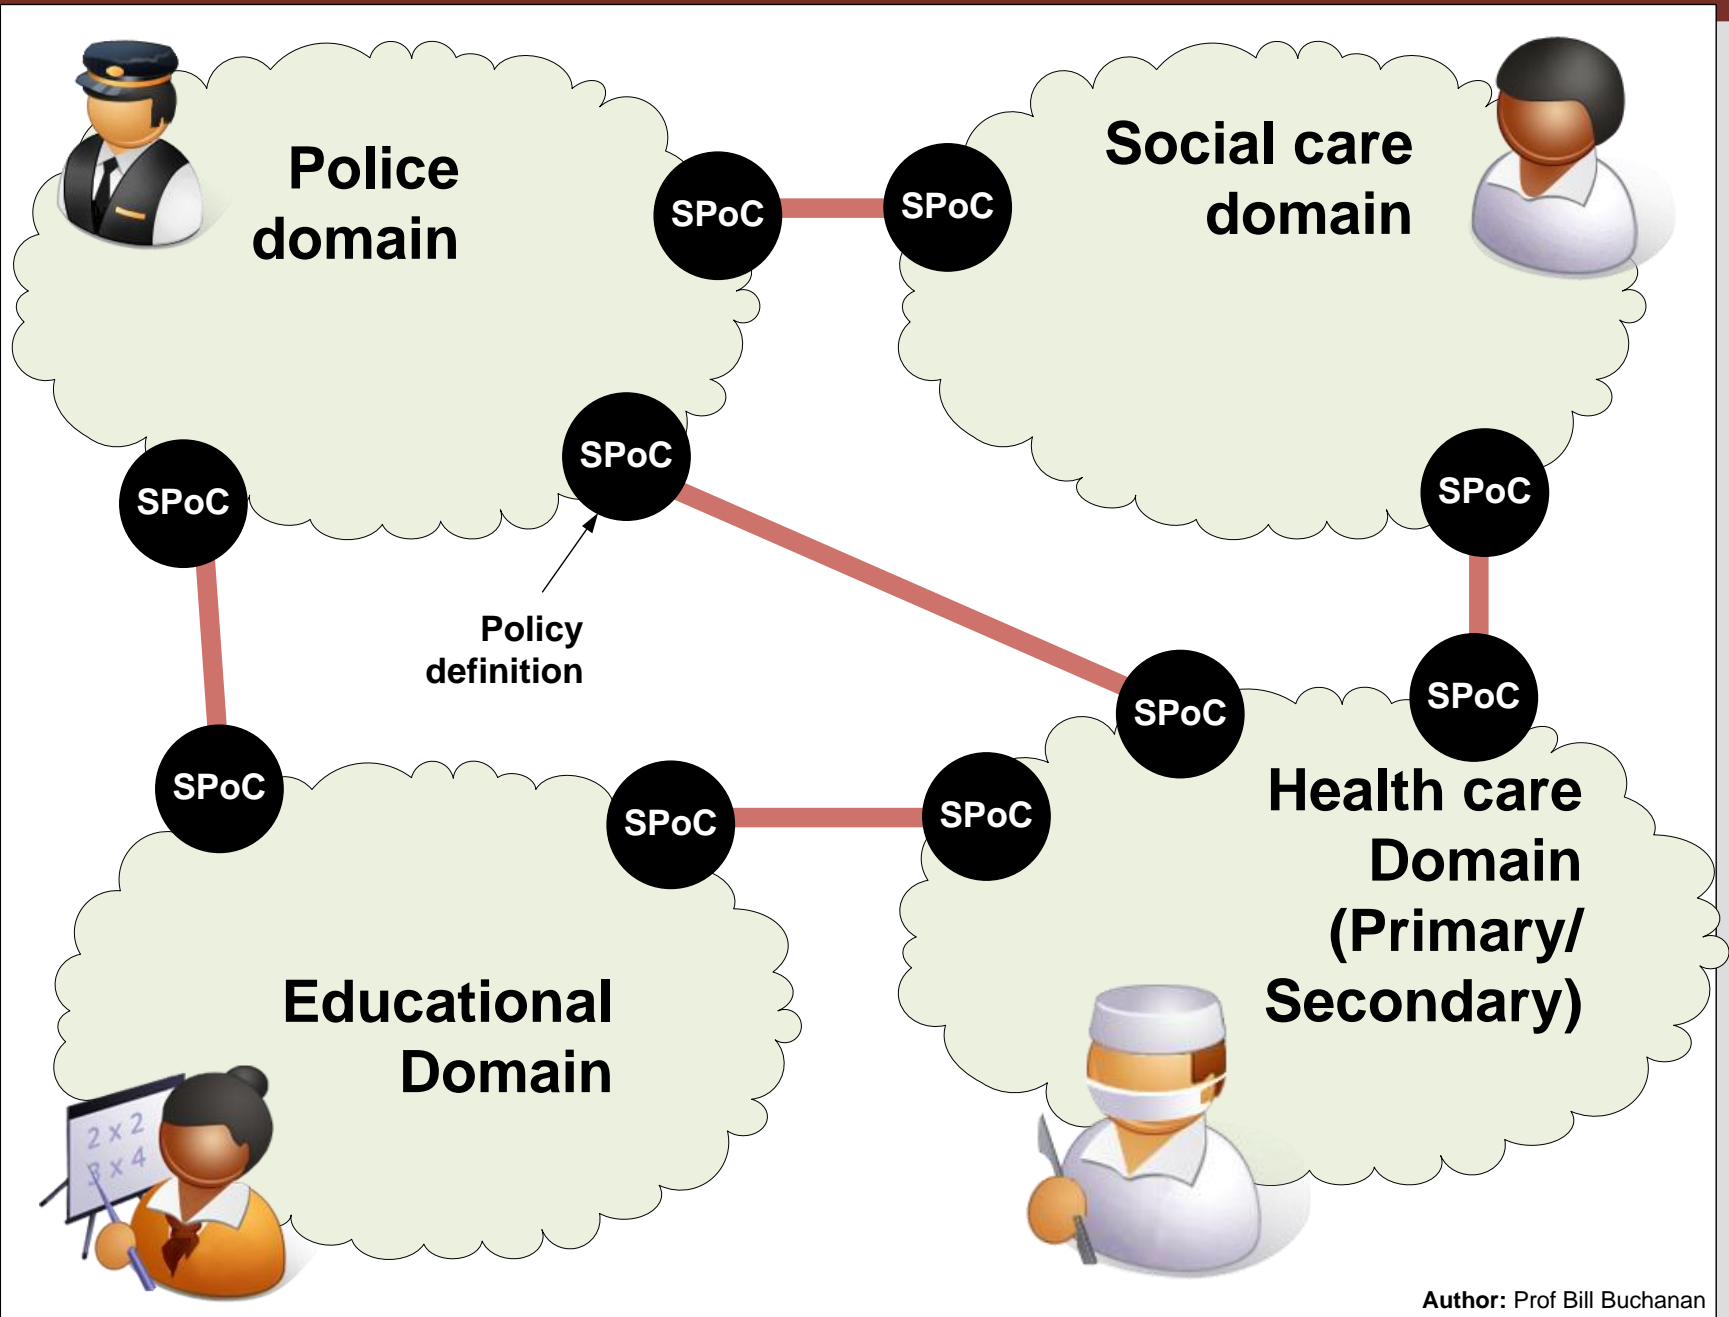 Police
domain
Social care
domain
SPoC
SPoC
SPoC
SPoC
SPoC
Policy
definition
SPoC
SPoC
SPoC
SPoC
SPoC
Health care
Domain
(Primary/
Secondary)
Educational
Domain
2 x 2
3 x 4
Author: Prof Bill Buchanan